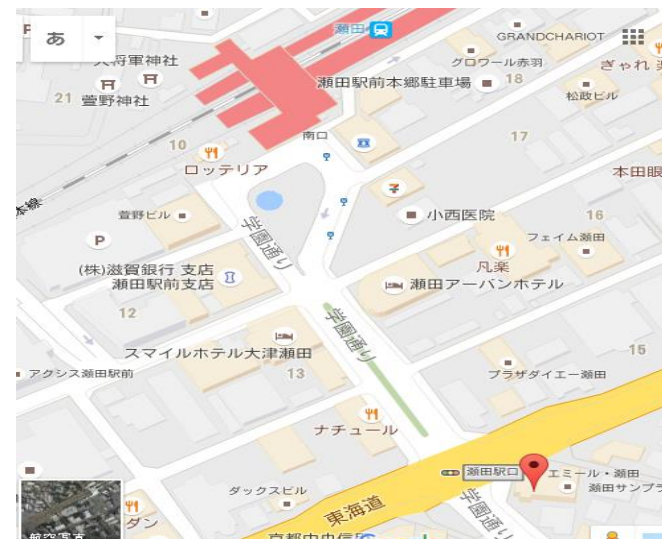 あ
瀬田
GRANDCHARIOT
大将軍神社
グロワール赤羽
ぎゃれ
瀬田駅前本郷駐車場
18
松政ビル
21
萱野神社
南口
17
10
ロッテリア
本田眼
本線
萱野ビル
小西医院
16
学園通り
フェイム瀬田
P
凡楽
(株)滋賀銀行 支店
瀬田駅前支店
瀬田アーバンホテル
12
学園通り
スマイルホテル大津瀬田
15
アクシス瀬田駅前
13
プラザダイエー瀬田
ナチュール
瀬田駅口
エミール・瀬田
瀬田サンプラ
ダックスビル
東海道
学園通り
ダン
航空写真
京都中央信